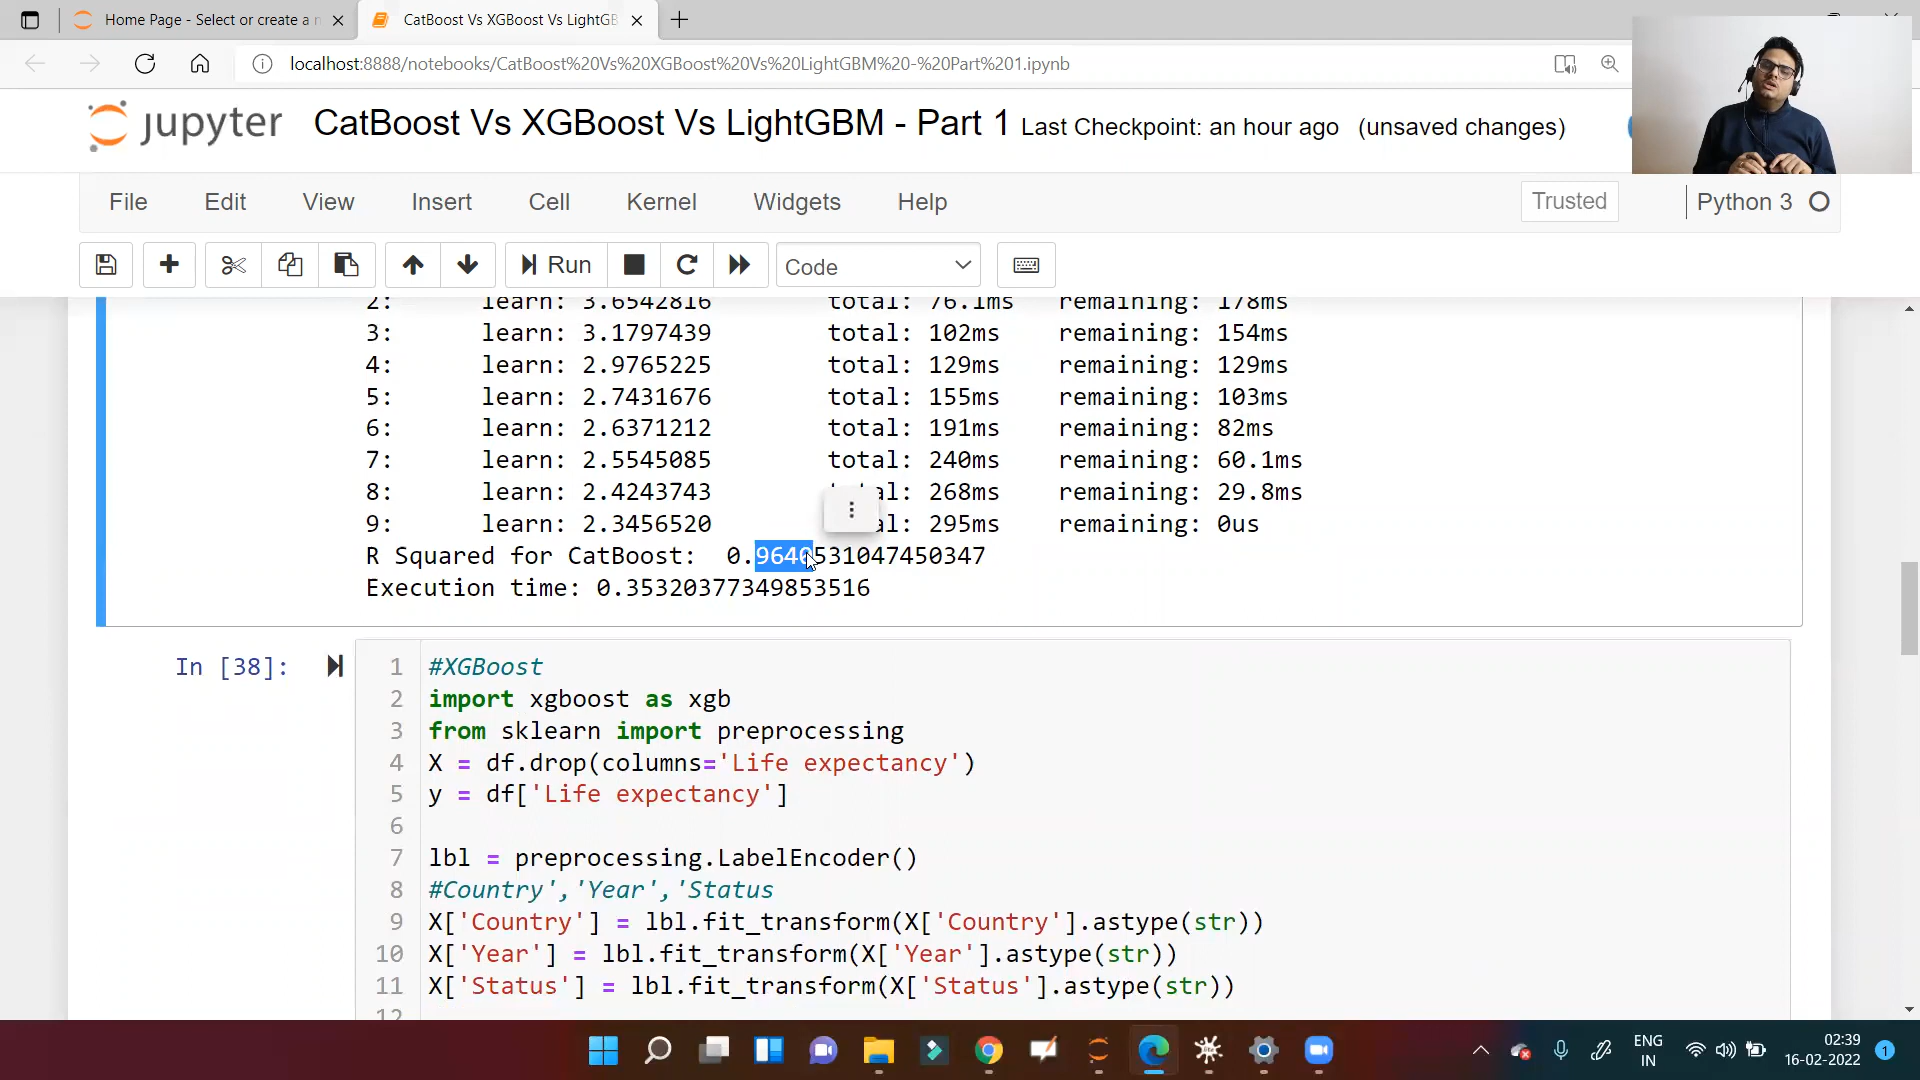 Home Page - Select or create a n
CatBoost Vs XGBoost Vs LightGB
localhost:8888/notebooks/CatBoost%20Vs%20XGBoost%20Vs%20LightGBM%20-%20Part%201.ipynb
jupyter CatBoost Vs XGBoost Vs LightGBM - Part 1 Last Checkpoint: an hour ago (unsaved changes)
File Edit View Insert Cell Kernel Widgets Help Trusted Python 3
Run Code
2: learn: 3.6542816 total: 76.1ms remaining: 178ms
3: learn: 3.1797439 total: 102ms remaining: 154ms
4: learn: 2.9765225 total: 129ms remaining: 129ms
5: learn: 2.7431676 total: 155ms remaining: 103ms
6: learn: 2.6371212 total: 191ms remaining: 82ms
7: learn: 2.5545085 total: 240ms remaining: 60.1ms
8: learn: 2.4243743 total: 268ms remaining: 29.8ms
9: learn: 2.3456520 total: 295ms remaining: 0us
R Squared for CatBoost: 0.9640531047450347
Execution time: 0.35320377349853516
In [38]:
1 #XGBoost
2 import xgboost as xgb
3 from sklearn import preprocessing
4 X = df.drop(columns='Life expectancy')
5 y = df['Life expectancy']
6
7 lbl = preprocessing.LabelEncoder()
8 #Country','Year','Status
9 X['Country'] = lbl.fit_transform(X['Country'].astype(str))
10 X['Year'] = lbl.fit_transform(X['Year'].astype(str))
11 X['Status'] = lbl.fit_transform(X['Status'].astype(str))
12
ENG
IN
02:39
16-02-2022
1